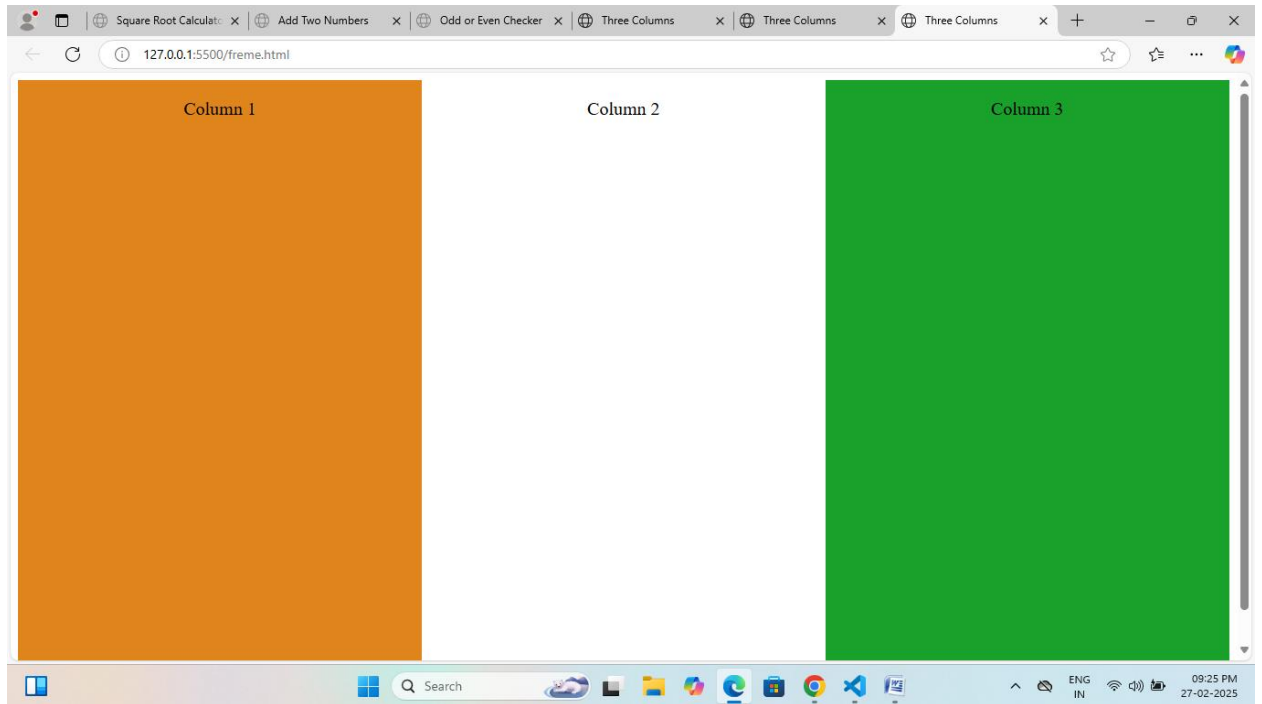 Square Root Calculato
Add Two Numbers
Odd or Even Checker
Three Columns
Three Columns
Three Columns
127.0.0.1:5500/freme.html
Column 1 Column 2 Column 3
Search
ENG
IN
09:25 PM
27-02-2025